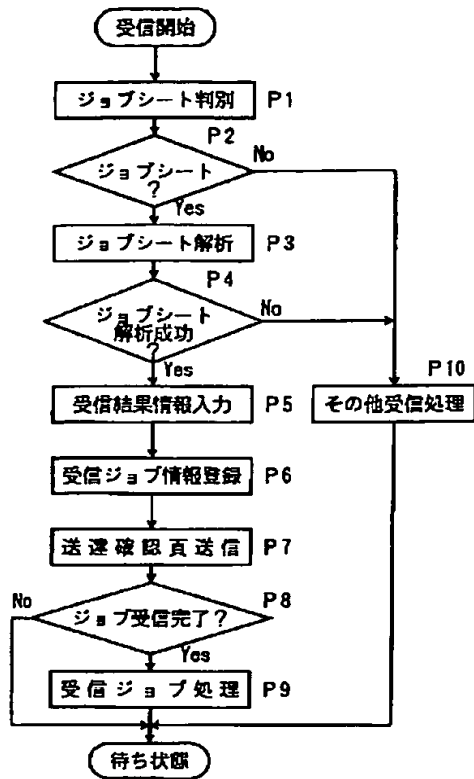 受信開始
ジョブシート判別 P1
P2
ジョブシート
?
No
Yes
ジョブシート解析 P3
P4
ジョブシート
解析成功
?
No
Yes
P10
受信結果情報入力 P5
その他受信処理
受信ジョブ情報登録 P6
送達確認頁送信 P7
No
P8
ジョブ受信完了?
Yes
受信ジョブ処理 P9
待ち状態